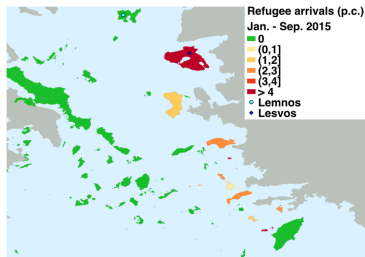 Refugee arrivals (p.c.)
Jan. - Sep. 2015
0
(0,1]
(1,2]
(2,3]
(3,4]
> 4
Lemnos
Lesvos